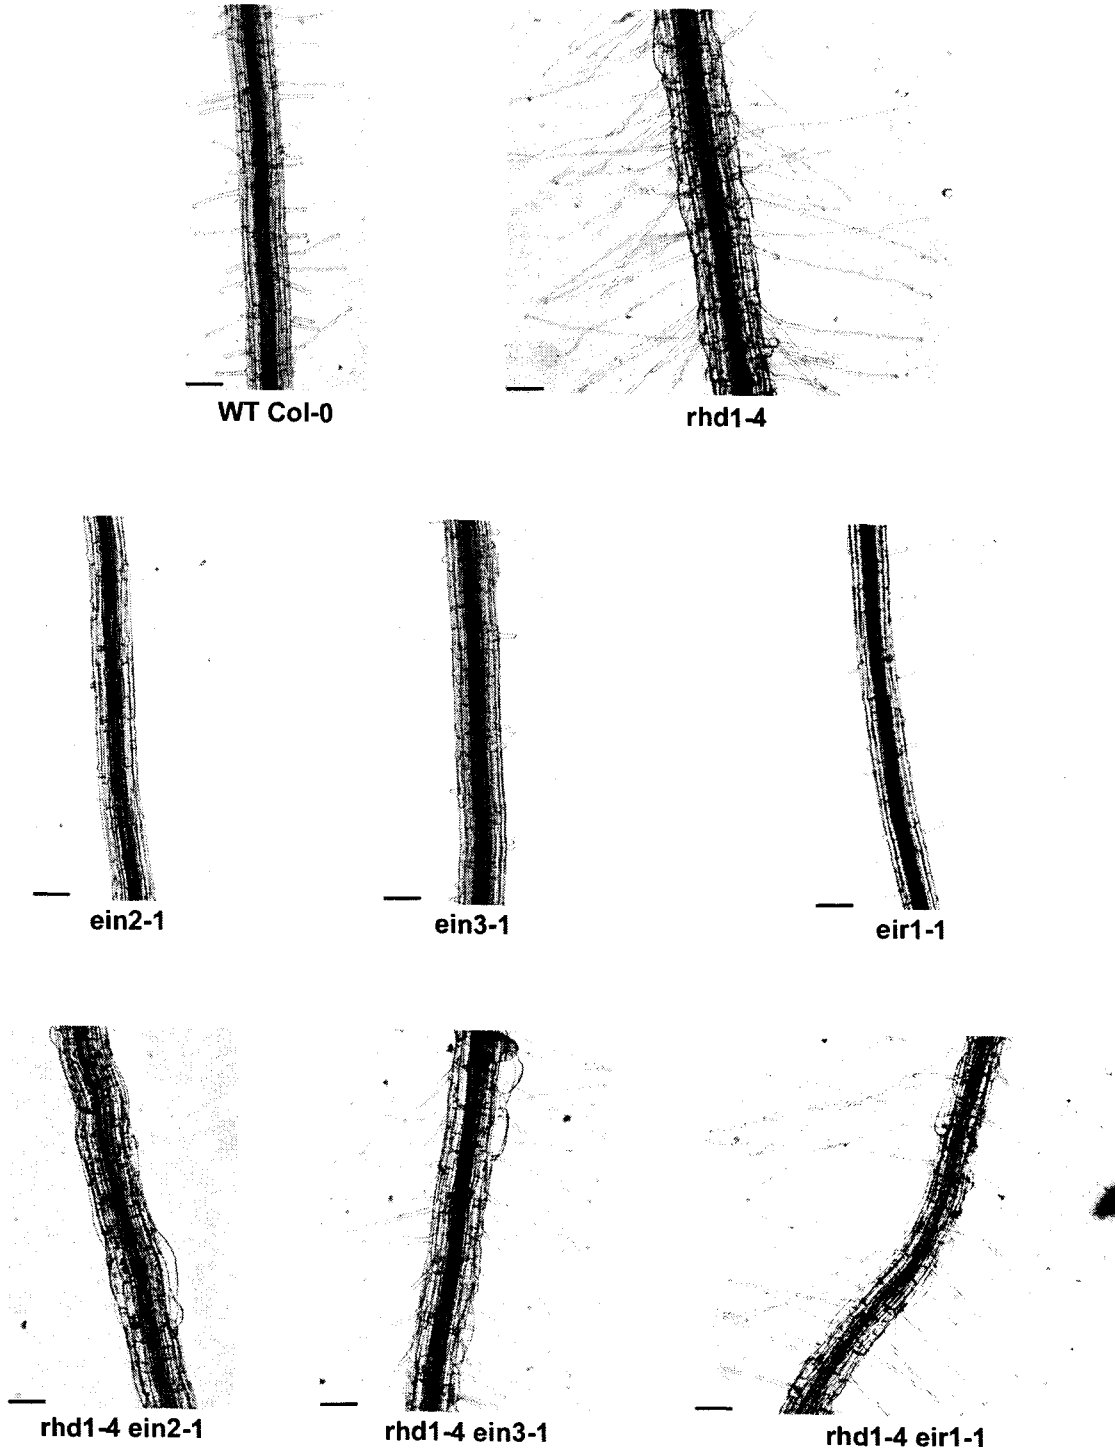 WT Col-0
rhd1-4
ein2-1
ein3-1
eir1-1
rhd1-4 ein2-1
rhd1-4 ein3-1
rhd1-4 eir1-1